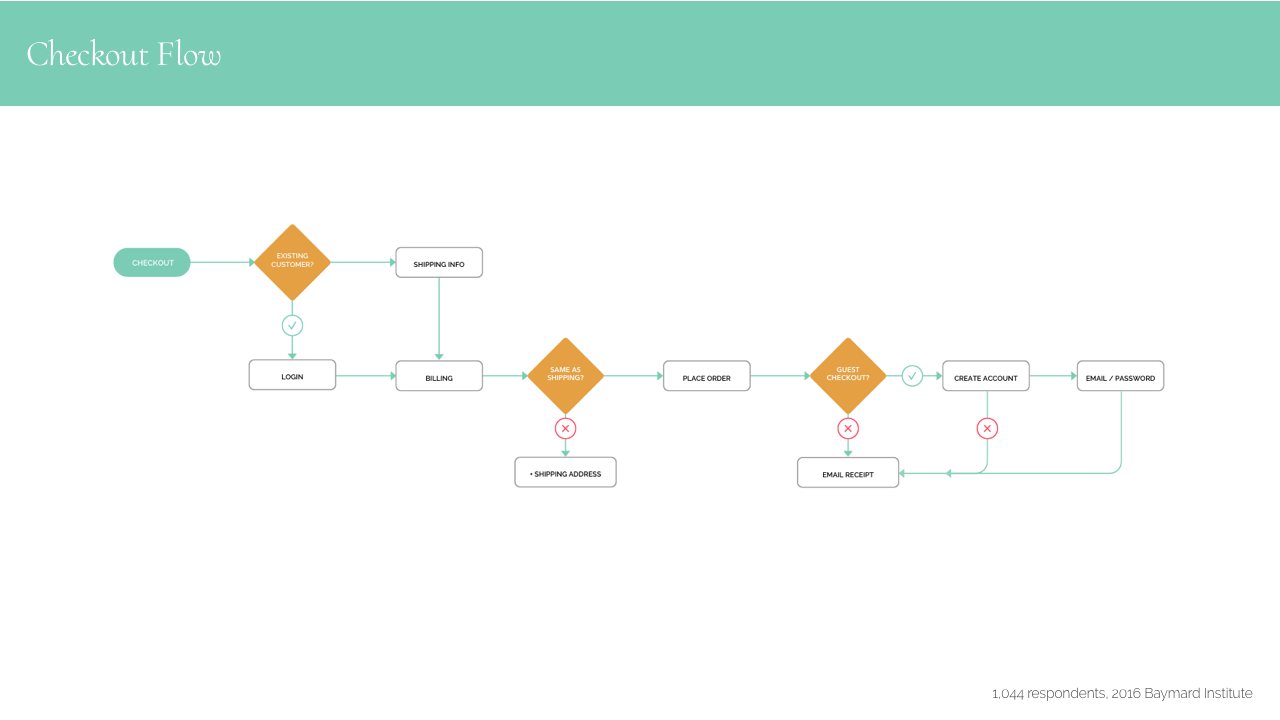 Checkout Flow
CHECKOUT
EXISTING
CUSTOMER?
SHIPPING INFO
LOGIN
BILLING
SAME AS
SHIPPING?
+ SHIPPING ADDRESS
PLACE ORDER
GUEST
CHECKOUT?
CREATE ACCOUNT
EMAIL / PASSWORD
EMAIL RECEIPT
1,044 respondents, 2016 Baymard Institute